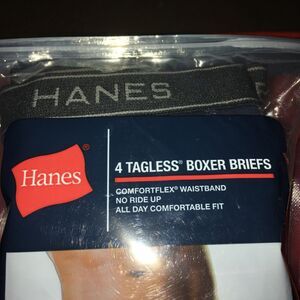 HANES
Hanes®
4 TAGLESS® BOXER BRIEFS
COMFORTFLEX® WAISTBAND
NO RIDE UP
ALL DAY COMFORTABLE FIT